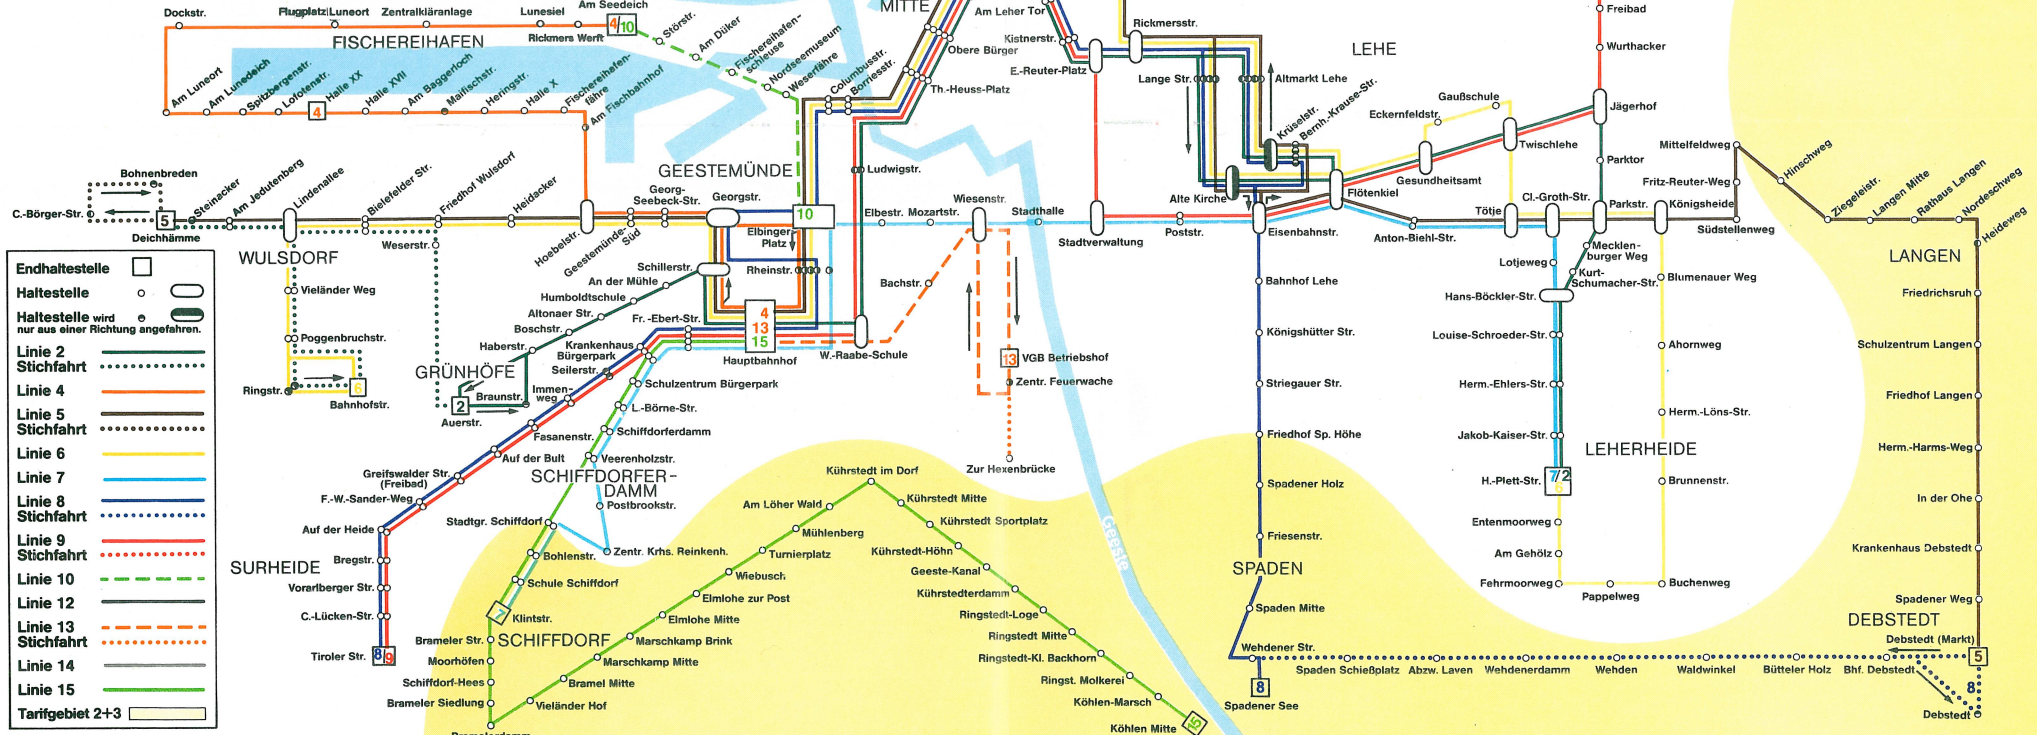 Dockstr.
Flugplatz Luneort
Zentralkläranlage
Lunesiel
Am Seedeich
Rickmers Werft
4/10
Störstr.
Am Düker
Fischereihafen-
schleuse
Nordseemuseum
Weserfähre
Columbusstr.
Borriesstr.
FISCHEREIHAFEN
Am Luneort
Am Lunedeich
Spitzbergenstr.
Lofotenstr.
Halle XX
4
Halle XVII
Am Baggerloch
Maifischstr.
Heringstr.
Halle X
Fischereihafen-
fähre
Am Fischbahnhof
MITTE
Obere Bürger
Th.-Heuss-Platz
Am Leher Tor
Kistnerstr.
E.-Reuter-Platz
Rickmersstr.
Lange Str.
Altmarkt Lehe
LEHE
Krüselstr.
Bernh.-Krause-Str.
Alte Kirche
Gaußschule
Eckernfeldstr.
Freibad
Wurthacker
Jägerhof
Twischlehe
Gesundheitsamt
Flötenkiel
Parktor
Mittelfeldweg
Fritz-Reuter-Weg
Königsheide
Südstellenweg
Hinschweg
Ziegeleistr.
Langen Mitte
Rathaus Langen
Nordeschweg
Heideweg
LANGEN
Friedrichsruh
Schulzentrum Langen
Friedhof Langen
Herm.-Harms-Weg
In der Ohe
Krankenhaus Debstedt
Spadener Weg
DEBSTEDT
Debstedt (Markt)
5
8
Debstedt
Bohnenbreden
C.-Börger-Str.
5
Deichhämme
Steinacker
Am Jedutenberg
Lindenallee
Bielefelder Str.
Friedhof Wulsdorf
Heidacker
Weserstr.
Hoebelstr.
Geestemünde-
Süd
Georg-
Seebeck-Str.
GEESTEMÜNDE
Georgstr.
10
Elbinger
Platz
Ludwigstr.
Elbestr.
Mozartstr.
Wiesenstr.
Stadthalle
Stadtverwaltung
Poststr.
Eisenbahnstr.
Anton-Biehl-Str.
Tötje
Cl.-Groth-Str.
Parkstr.
Mecklen-
burger Weg
Lotjeweg
Kurt-
Schumacher-Str.
Hans-Böckler-Str.
Louise-Schroeder-Str.
Herm.-Ehlers-Str.
Jakob-Kaiser-Str.
H.-Plett-Str.
7/2
6
LEHERHEIDE
Blumenauer Weg
Ahornweg
Herm.-Löns-Str.
Brunnenstr.
Entenmoorweg
Am Gehölz
Fehrmoorweg
Pappelweg
Buchenweg
WULSDORF
Vieländer Weg
Poggenbruchstr.
Ringstr.
6
Bahnhofstr.
Schillerstr.
An der Mühle
Humboldtschule
Altonaer Str.
Boschstr.
Haberstr.
GRÜNHÖFE
Braunstr.
2
Auerstr.
Rheinstr.
4
13
15
Hauptbahnhof
W.-Raabe-Schule
Bachstr.
13
VGB Betriebshof
Zentr. Feuerwache
Zur Hexenbrücke
Fr.-Ebert-Str.
Krankenhaus
Bürgerpark
Seilerstr.
Immen-
weg
Fasanenstr.
Auf der Bult
Greifswalder Str.
(Freibad)
F.-W.-Sander-Weg
Auf der Heide
SURHEIDE
Bregstr.
Vorarlberger Str.
C.-Lücken-Str.
Tiroler Str.
8/9
Schulzentrum Bürgerpark
L.-Börne-Str.
Schiffdorferdamm
Veerenholzstr.
SCHIFFDORFER-
DAMM
Postbrookstr.
Stadtgr. Schiffdorf
Zentr. Krhs. Reinkenh.
Bohlenstr.
Schule Schiffdorf
7
Klintstr.
SCHIFFDORF
Brameler Str.
Moorhöfen
Schiffdorf-Hees
Brameler Siedlung
Vieländer Hof
Bramel Mitte
Marschkamp Mitte
Marschkamp Brink
Elmlohe Mitte
Elmlohe zur Post
Wiebusch
Turnierplatz
Mühlenberg
Am Löher Wald
Kührstedt im Dorf
Kührstedt Mitte
Kührstedt Sportplatz
Kührstedt-Höhn
Geeste-Kanal
Kührstedterdamm
Ringstedt-Loge
Ringstedt Mitte
Ringstedt-Kl. Backhorn
Ringst. Molkerei
Köhlen-Marsch
Köhlen Mitte
15
Geeste
Bahnhof Lehe
Königshütter Str.
Striegauer Str.
Friedhof Sp. Höhe
Spadener Holz
Friesenstr.
SPADEN
Spaden Mitte
Wehdener Str.
8
Spadener See
Spaden Schießplatz
Abzw. Laven
Wehdenerdamm
Wehden
Waldwinkel
Bütteler Holz
Bhf. Debstedt
Endhaltestelle
Haltestelle
Haltestelle wird
nur aus einer Richtung angefahren.
Linie 2
Stichfahrt
Linie 4
Linie 5
Stichfahrt
Linie 6
Linie 7
Linie 8
Stichfahrt
Linie 9
Stichfahrt
Linie 10
Linie 12
Linie 13
Stichfahrt
Linie 14
Linie 15
Tarifgebiet 2+3